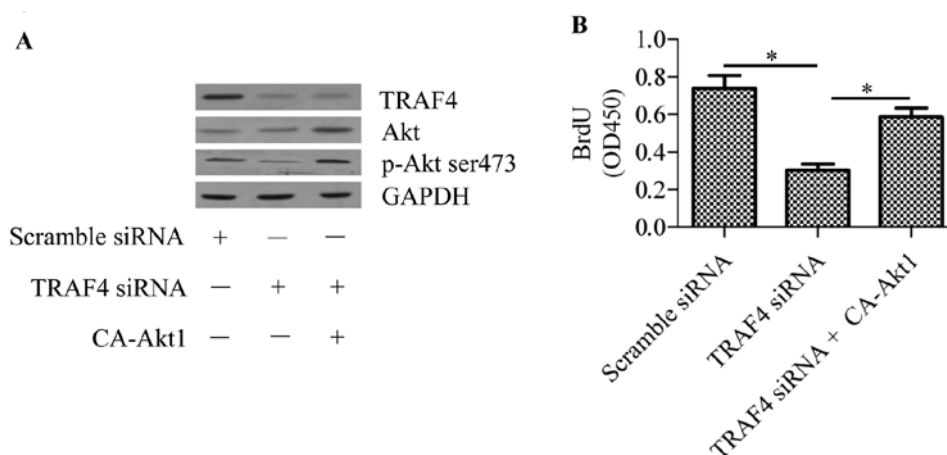 A
TRAF4
Akt
p-Akt ser473
GAPDH
Scramble siRNA + — —
TRAF4 siRNA — + +
CA-Akt1 — — +
B
BrdU
(OD450)
1.0
0.8
0.6
0.4
0.2
0.0
* *
Scramble siRNA
TRAF4 siRNA
TRAF4 siRNA + CA-Akt1